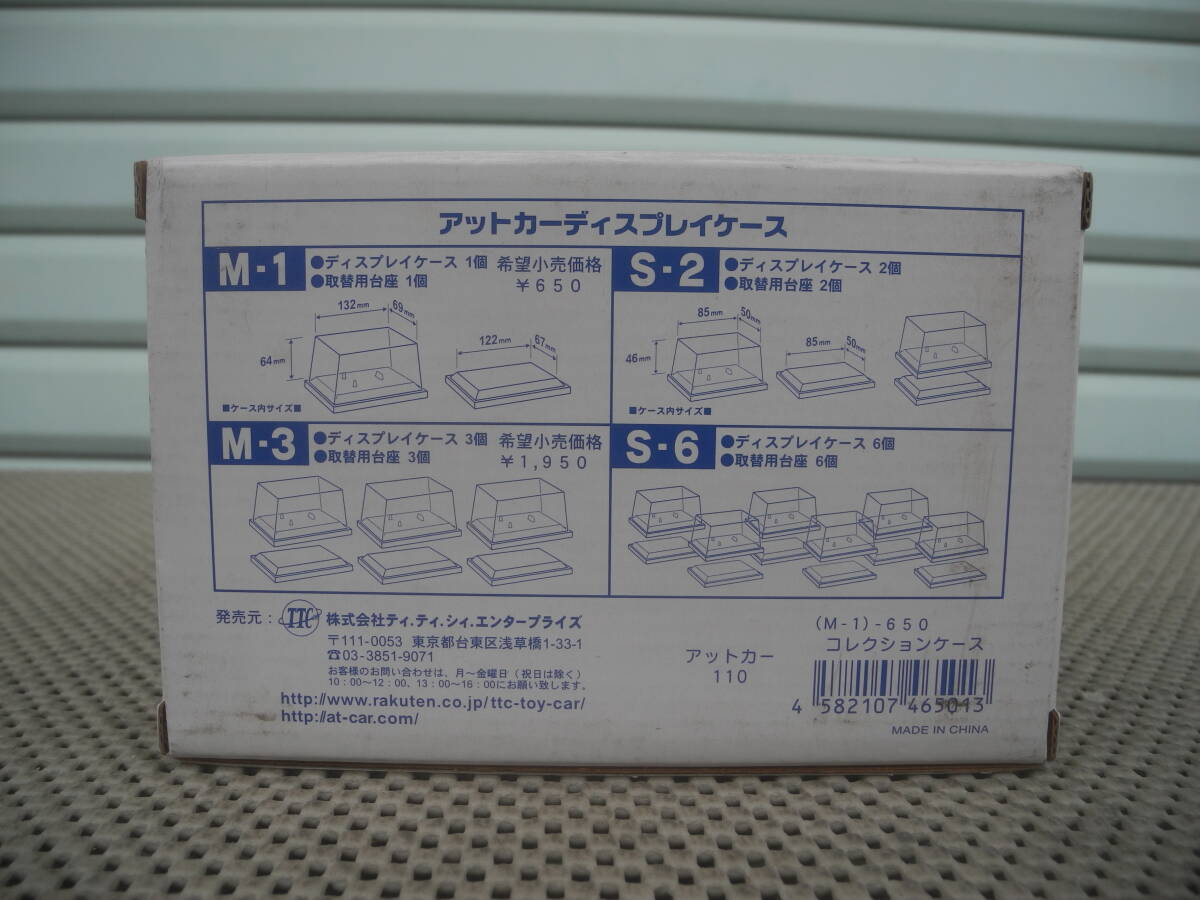 アットカーディスプレイケース
M-1
●ディスプレイケース 1個 希望小売価格
●取替用台座 1個 ￥650
132mm 69mm
64mm
122mm 67mm
■ケース内サイズ■
S-2
●ディスプレイケース 2個
●取替用台座 2個
85mm 50mm
46mm
85mm 50mm
■ケース内サイズ■
M-3
●ディスプレイケース 3個 希望小売価格
●取替用台座 3個 ￥1,950
S-6
●ディスプレイケース 6個
●取替用台座 6個
発売元： TTC 株式会社ティ.ティ.シィ.エンタープライズ
〒111-0053 東京都台東区浅草橋1-33-1
☎03-3851-9071
お客様のお問い合わせは、月〜金曜日（祝日は除く）
10：00〜12：00、13：00〜16：00にお願い致します。
http://www.rakuten.co.jp/ttc-toy-car/
http://at-car.com/
アットカー
110
(M-1)-650
コレクションケース
4 582107 465013
MADE IN CHINA